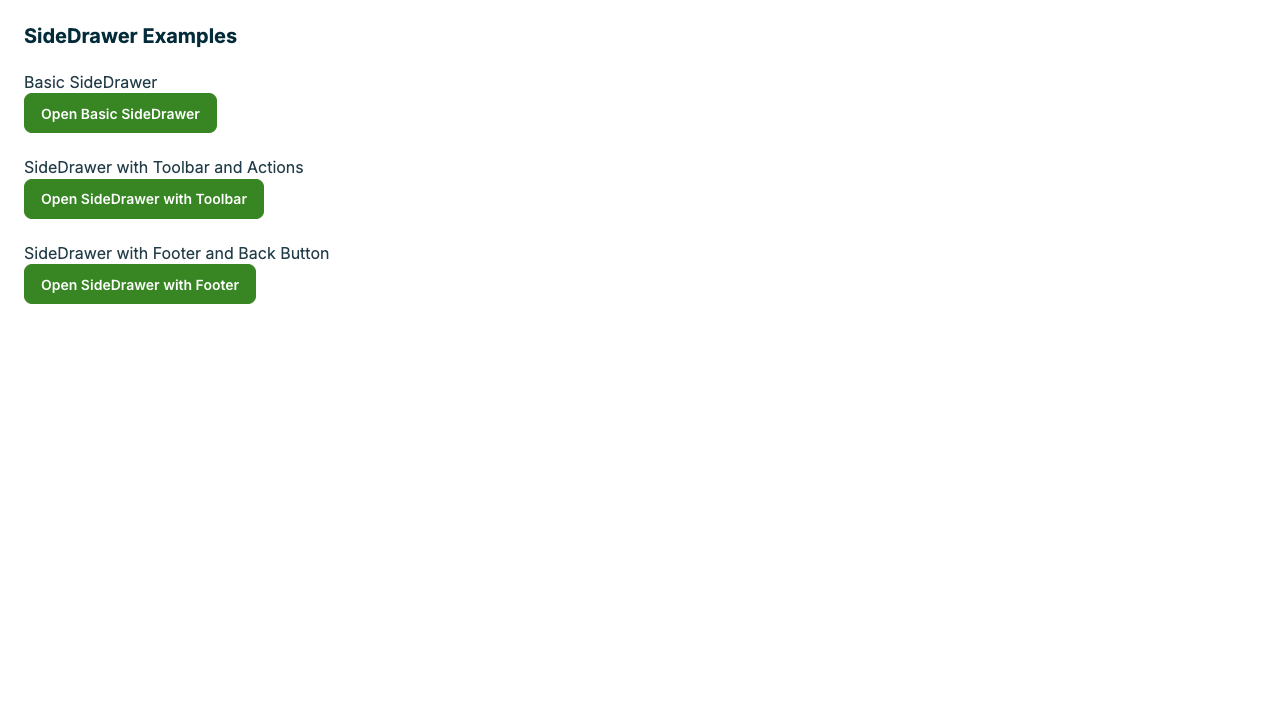 SideDrawer Examples
Basic SideDrawer
Open Basic SideDrawer
SideDrawer with Toolbar and Actions
Open SideDrawer with Toolbar
SideDrawer with Footer and Back Button
Open SideDrawer with Footer